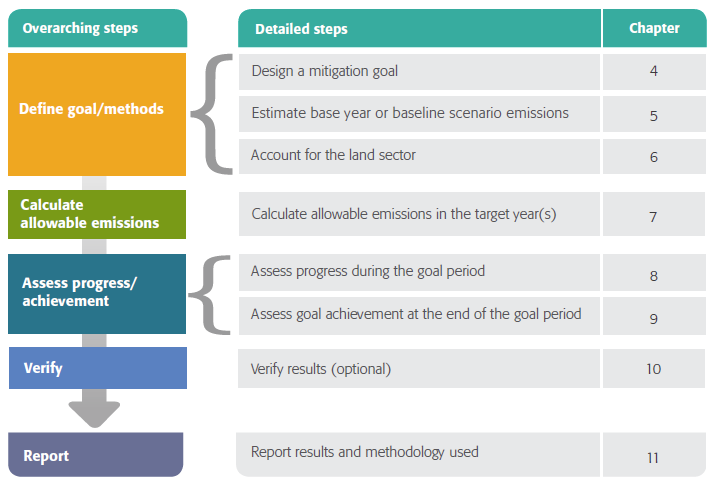 Overarching steps
Detailed steps
Chapter
Define goal/methods
Design a mitigation goal
4
Estimate base year or baseline scenario emissions
5
Account for the land sector
6
Calculate
allowable emissions
Calculate allowable emissions in the target year(s)
7
Assess progress/
achievement
Assess progress during the goal period
8
Assess goal achievement at the end of the goal period
9
Verify
Verify results (optional)
10
Report
Report results and methodology used
11